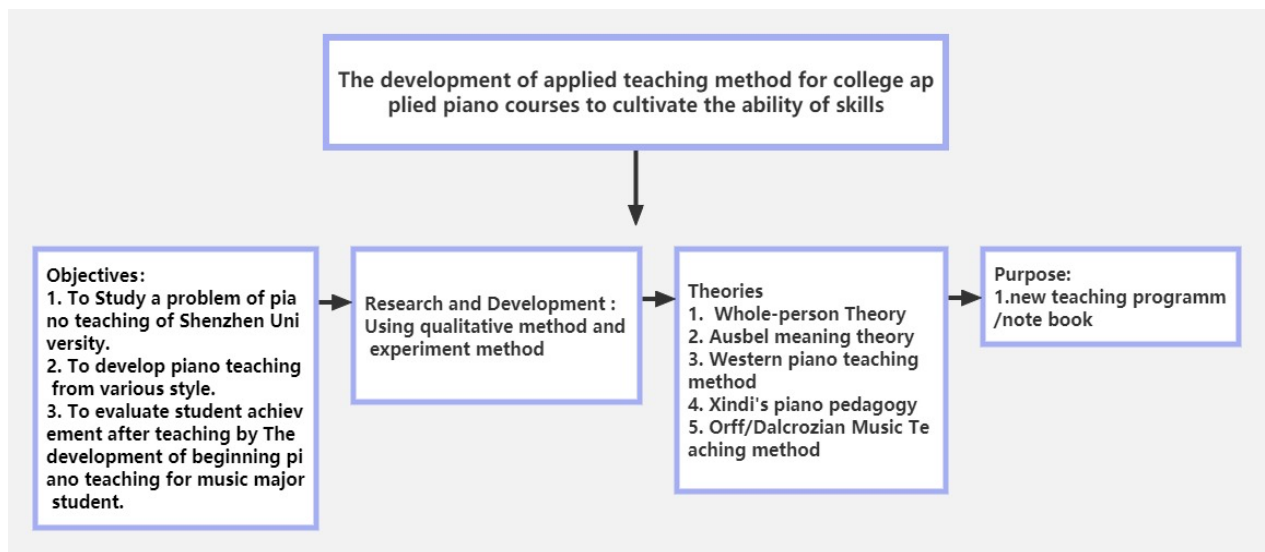 The development of applied teaching method for college ap
plied piano courses to cultivate the ability of skills
Objectives:
1. To Study a problem of pia
no teaching of Shenzhen Uni
versity.
2. To develop piano teaching
from various style.
3. To evaluate student achiev
ement after teaching by The
development of beginning pi
ano teaching for music major
student.
Research and Development :
Using qualitative method and
experiment method
Theories
1. Whole-person Theory
2. Ausbel meaning theory
3. Western piano teaching
method
4. Xindi's piano pedagogy
5. Orff/Dalcrozian Music Te
aching method
Purpose:
1.new teaching programm
/note book